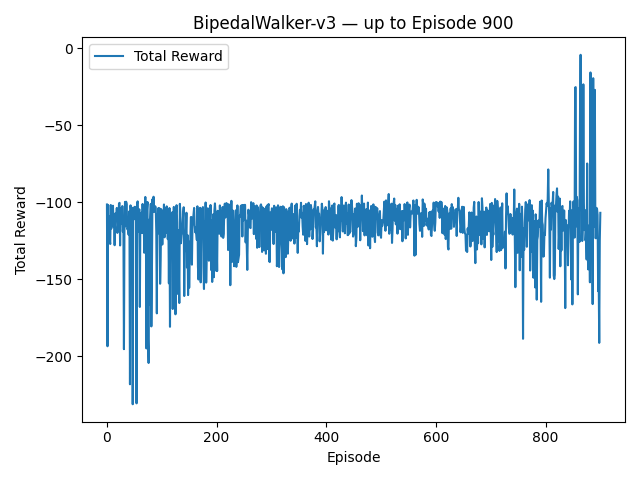 BipedalWalker-v3 — up to Episode 900
Total Reward
Total Reward
0
−50
−100
−150
−200
0 200 400 600 800
Episode